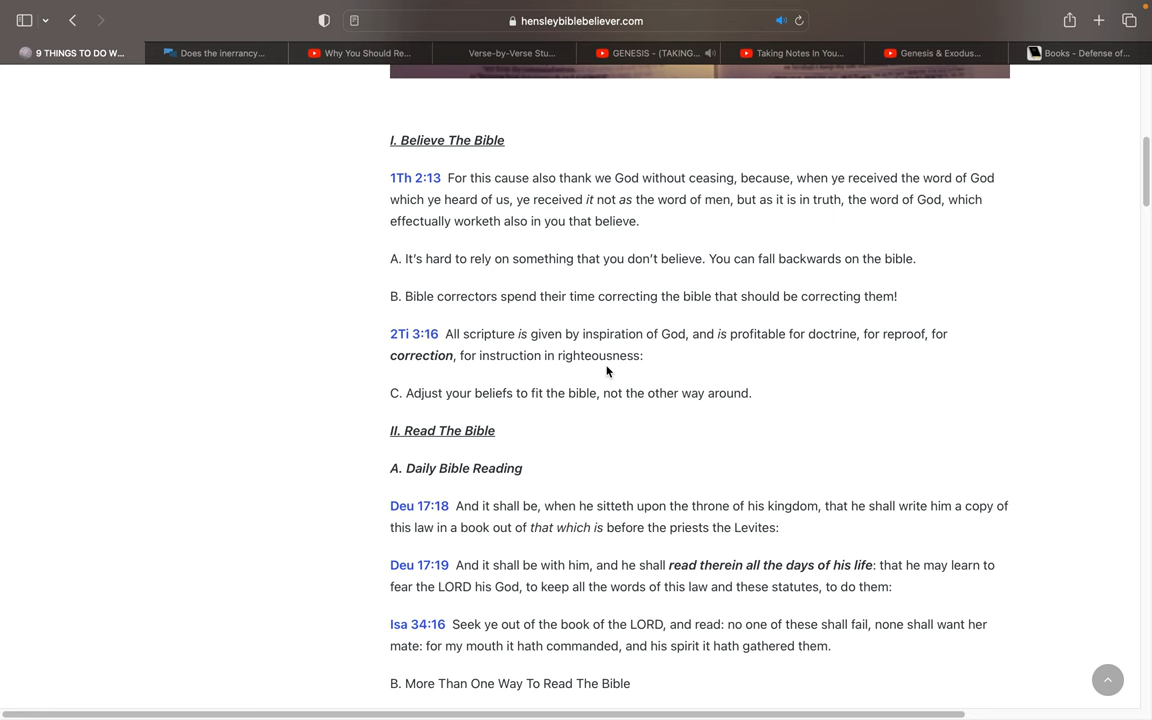 hensleybiblebeliever.com
9 THINGS TO DO W...
Does the inerrancy...
Why You Should Re...
Verse-by-Verse Stu...
GENESIS - (TAKING...
Taking Notes In You...
Genesis & Exodus...
Books - Defense of...
I. Believe The Bible
1Th 2:13 For this cause also thank we God without ceasing, because, when ye received the word of God
which ye heard of us, ye received it not as the word of men, but as it is in truth, the word of God, which
effectually worketh also in you that believe.
A. It’s hard to rely on something that you don’t believe. You can fall backwards on the bible.
B. Bible correctors spend their time correcting the bible that should be correcting them!
2Ti 3:16 All scripture is given by inspiration of God, and is profitable for doctrine, for reproof, for
correction, for instruction in righteousness:
C. Adjust your beliefs to fit the bible, not the other way around.
II. Read The Bible
A. Daily Bible Reading
Deu 17:18 And it shall be, when he sitteth upon the throne of his kingdom, that he shall write him a copy of
this law in a book out of that which is before the priests the Levites:
Deu 17:19 And it shall be with him, and he shall read therein all the days of his life: that he may learn to
fear the LORD his God, to keep all the words of this law and these statutes, to do them:
Isa 34:16 Seek ye out of the book of the LORD, and read: no one of these shall fail, none shall want her
mate: for my mouth it hath commanded, and his spirit it hath gathered them.
B. More Than One Way To Read The Bible